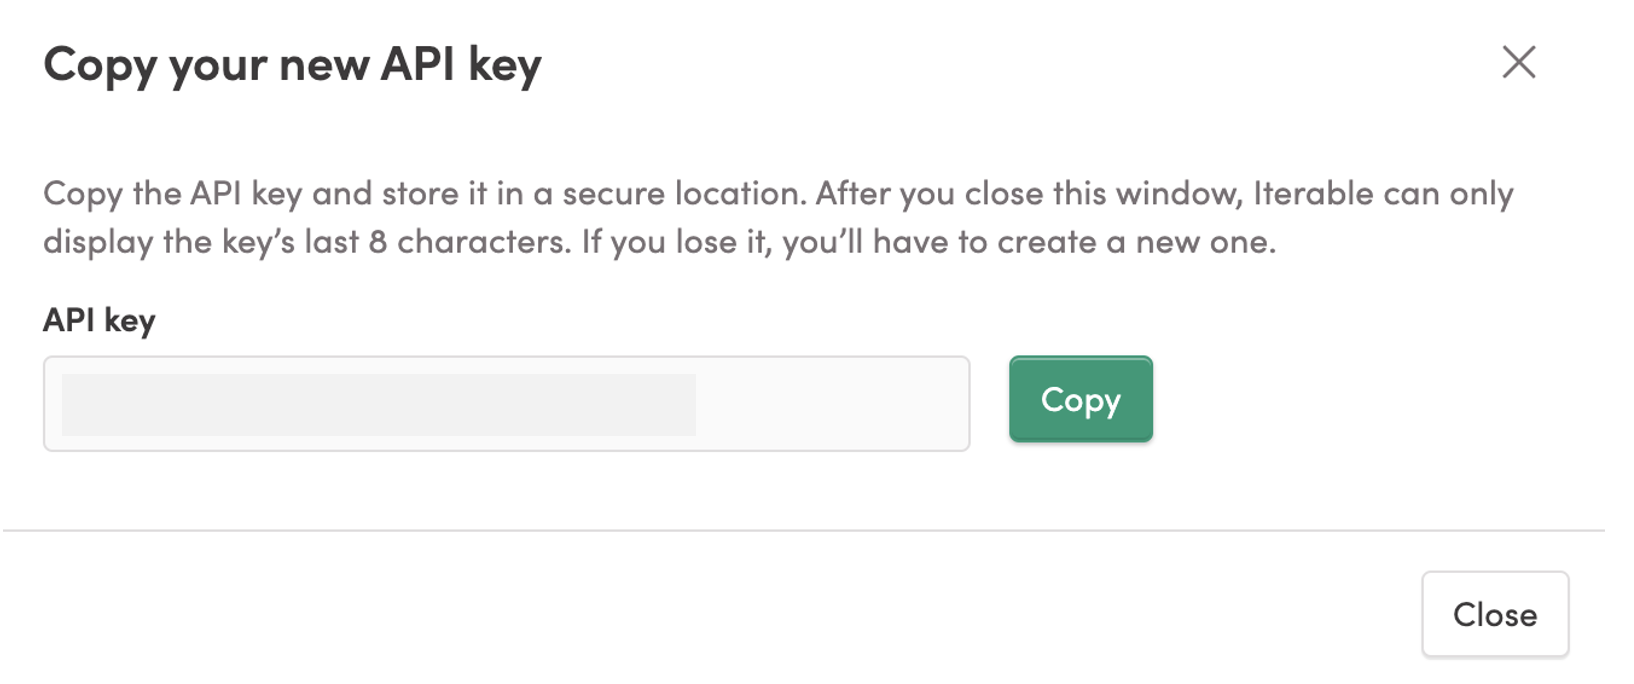 Copy your new API key
Copy the API key and store it in a secure location. After you close this window, Iterable can only
display the key’s last 8 characters. If you lose it, you’ll have to create a new one.
API key
Copy
Close